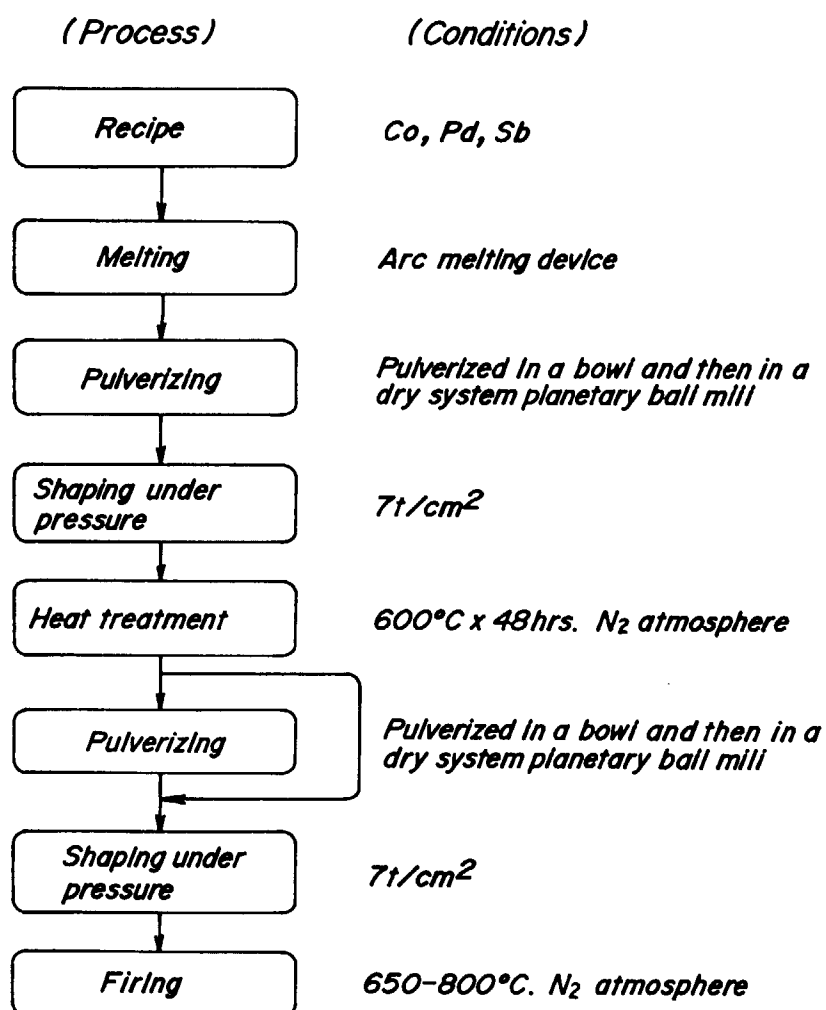 (Process) (Conditions)
Recipe
Co, Pd, Sb
Melting
Arc melting device
Pulverizing
Pulverized in a bowl and then in a
dry system planetary ball mill
Shaping under
pressure
7t/cm²
Heat treatment
600°C x 48hrs. N₂ atmosphere
Pulverizing
Pulverized in a bowl and then in a
dry system planetary ball mill
Shaping under
pressure
7t/cm²
Firing
650-800°C. N₂ atmosphere